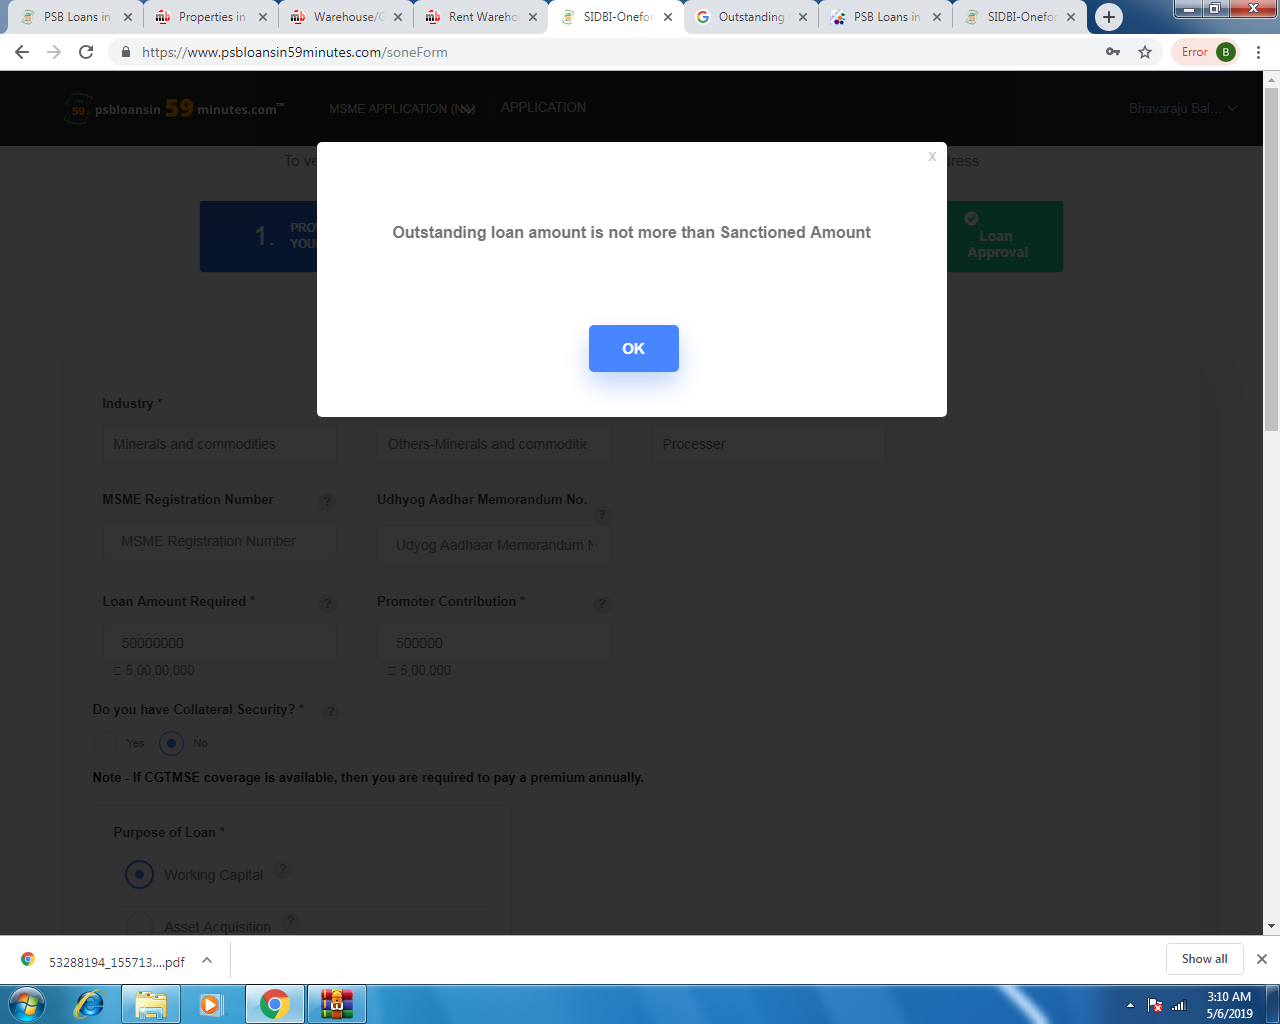 PSB Loans in
Properties in
Warehouse/G
Rent Wareho
SIDBI-Onefor
Outstanding
PSB Loans in
SIDBI-Onefor
https://www.psbloansin59minutes.com/soneForm
Error B
59 psbloansin 59 minutes.com™
MSME APPLICATION
APPLICATION
Bhavaraju Bal...
To ve
dress
X
1.
PRO
YOU
Outstanding loan amount is not more than Sanctioned Amount
OK
Loan
Approval
Industry *
Minerals and commodities
Others-Minerals and commoditie
Processer
MSME Registration Number ?
Udhyog Aadhar Memorandum No.
?
MSME Registration Number
Udyog Aadhaar Memorandum N
Loan Amount Required * ?
Promoter Contribution * ?
50000000
500000
5,00,00,000
5,00,000
Do you have Collateral Security? * ?
Yes
No
Note - If CGTMSE coverage is available, then you are required to pay a premium annually.
Purpose of Loan *
Working Capital ?
Asset Acquisition ?
53288194_155713....pdf
Show all
3:10 AM
5/6/2019